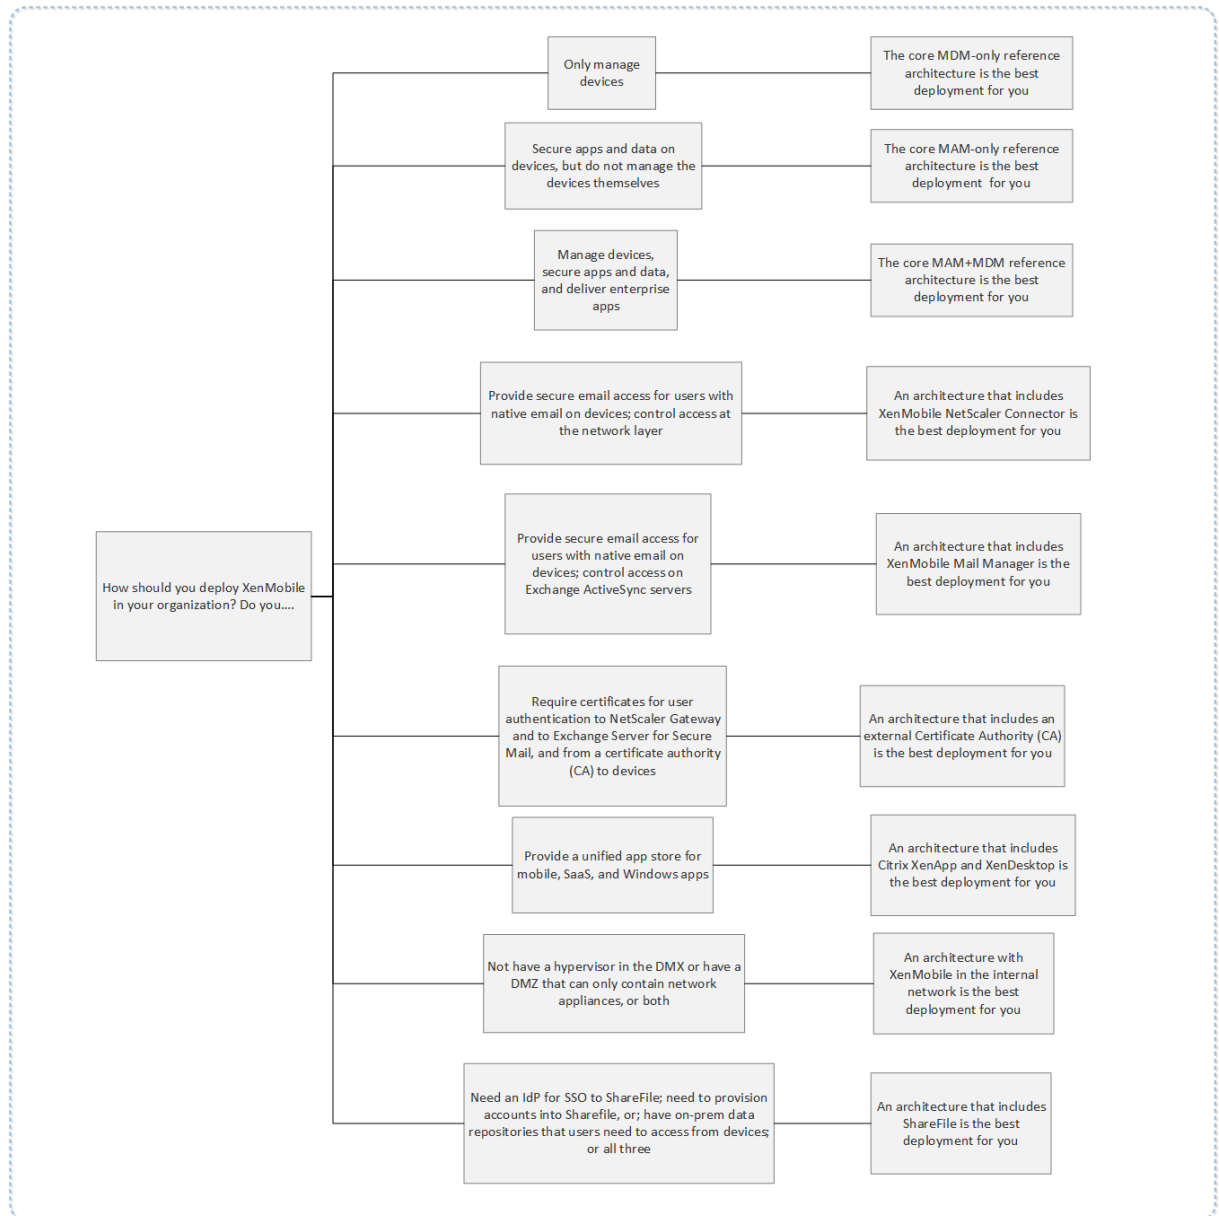 Only manage
devices
The core MDM-only reference
architecture is the best
deployment for you
Secure apps and data on
devices, but do not manage the
devices themselves
The core MAM-only reference
architecture is the best
deployment  for you
Manage devices,
secure apps and data,
and deliver enterprise
apps
The core MAM+MDM reference
architecture is the best
deployment for you
Provide secure email access for users with
native email on devices; control access at
the network layer
An architecture that includes
XenMobile NetScaler Connector is
the best deployment for you
How should you deploy XenMobile
in your organization? Do you....
Provide secure email access for
users with native email on
devices; control access on
Exchange ActiveSync servers
An architecture that includes
XenMobile Mail Manager is the
best deployment for you
Require certificates for user
authentication to NetScaler Gateway
and to Exchange Server for Secure
Mail, and from a certificate authority
(CA) to devices
An architecture that includes an
external Certificate Authority (CA)
is the best deployment for you
Provide a unified app store for
mobile, SaaS, and Windows apps
An architecture that includes
Citrix XenApp and XenDesktop is
the best deployment for you
Not have a hypervisor in the DMX or have a
DMZ that can only contain network
appliances, or both
An architecture with
XenMobile in the internal
network is the best
deployment for you
Need an IdP for SSO to ShareFile; need to provision
accounts into Sharefile, or; have on-prem data
repositories that users need to access from devices;
or all three
An architecture that includes
ShareFile is the best
deployment for you